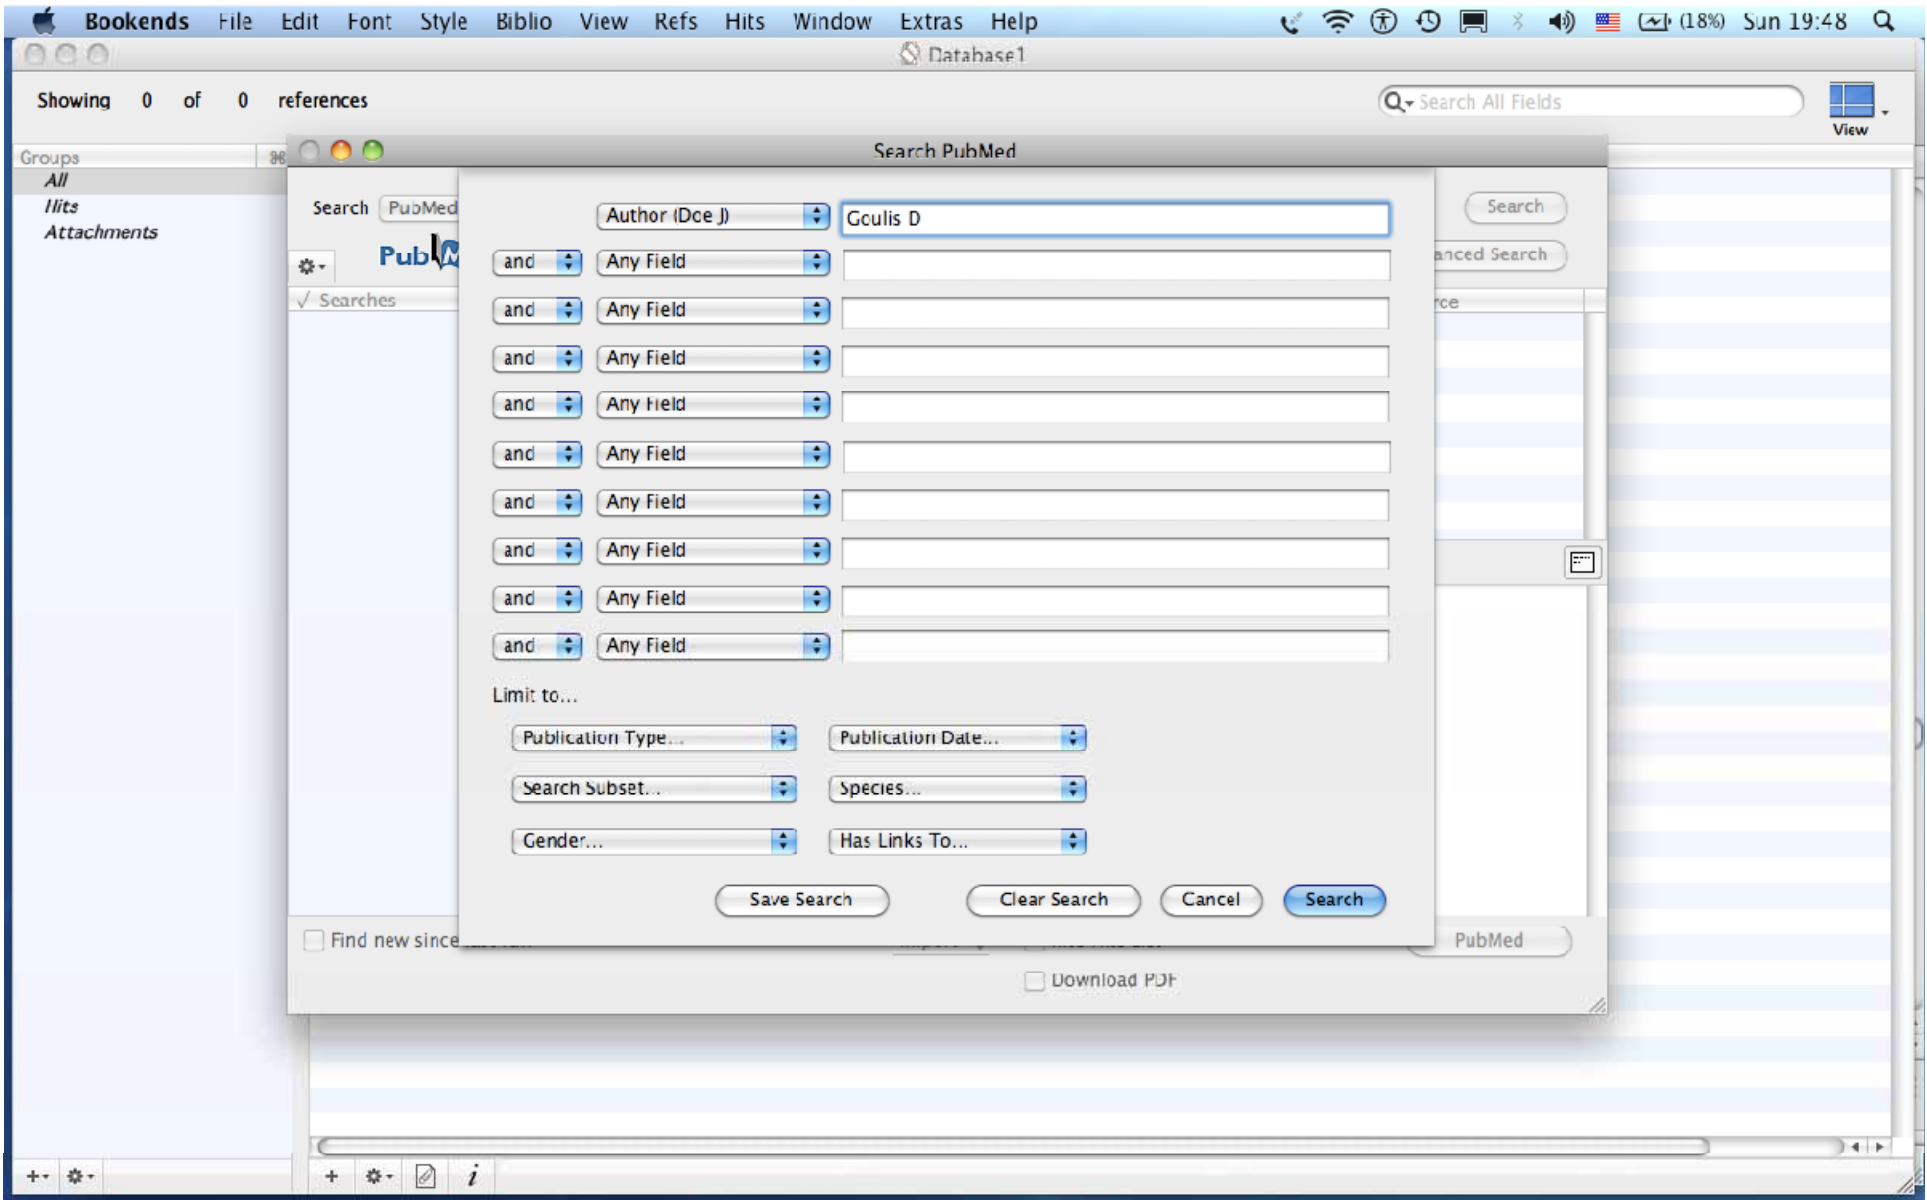 Bookends File Edit Font Style Biblio View Refs Hits Window Extras Help (18%) Sun 19:48
Database1
Showing 0 of 0 references
Search All Fields
View
Groups ⌘
Search PubMed
All
Hits
Attachments
Search PubMed
Author (Doe J) Goulis D
Search
PubM
and Any Field
anced Search
√ Searches
and Any Field
rce
and Any Field
and Any Field
and Any Field
and Any Field
and Any Field
and Any Field
and Any Field
Limit to...
Publication Type... Publication Date...
Search Subset... Species...
Gender... Has Links To...
Save Search Clear Search Cancel Search
Find new since
PubMed
Download PDF